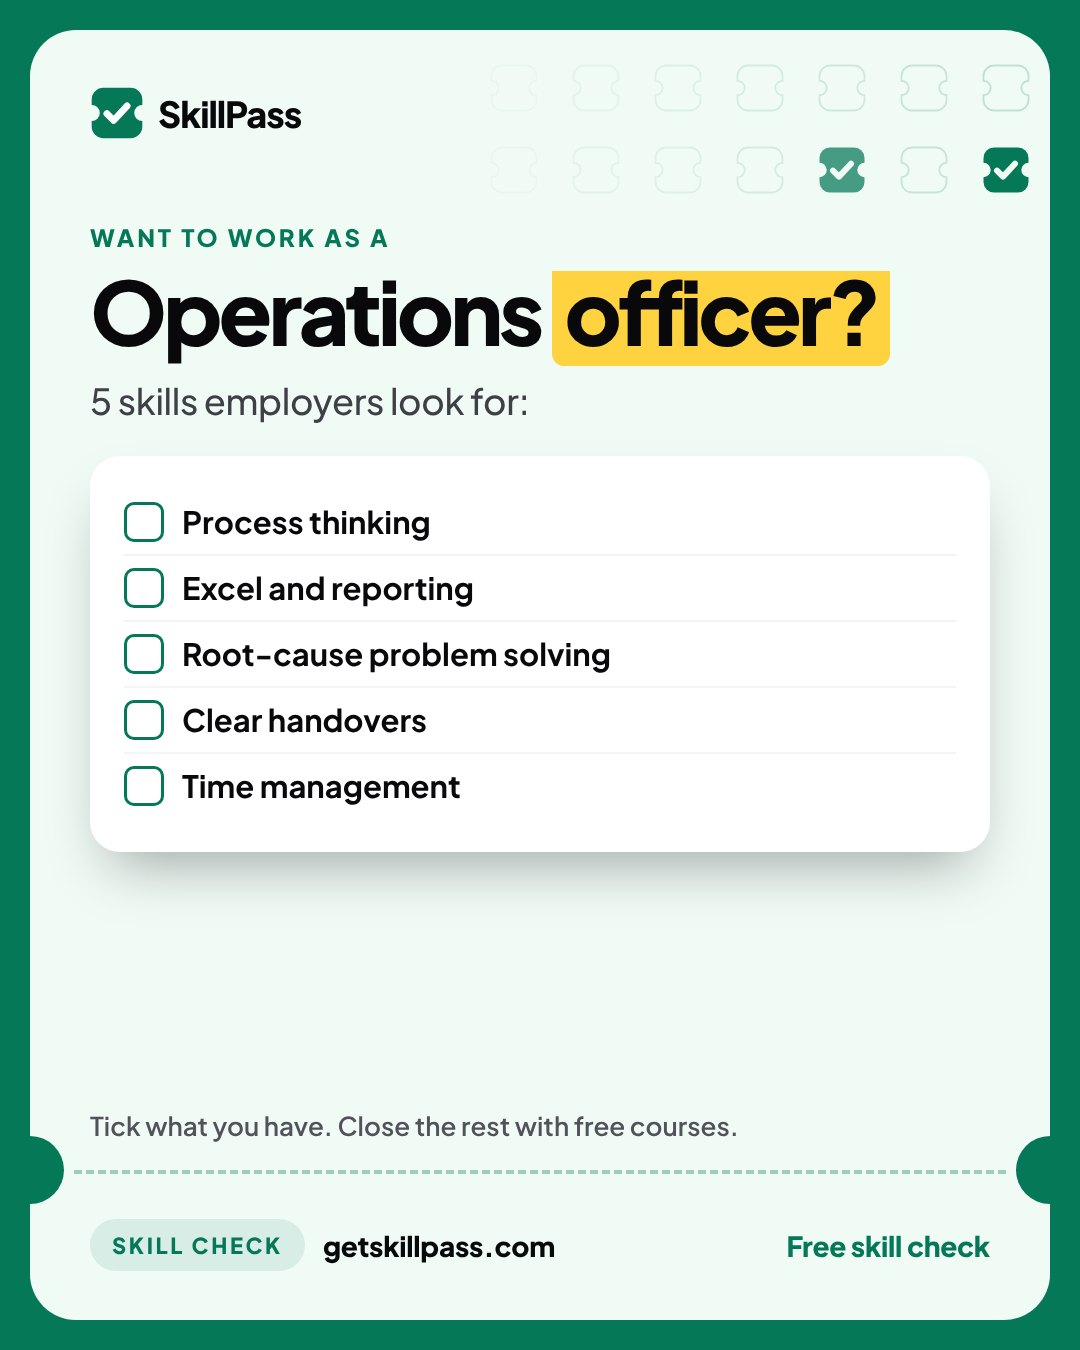 SkillPass
WANT TO WORK AS A
Operations officer?
5 skills employers look for:
Process thinking
Excel and reporting
Root-cause problem solving
Clear handovers
Time management
Tick what you have. Close the rest with free courses.
SKILL CHECK getskillpass.com Free skill check